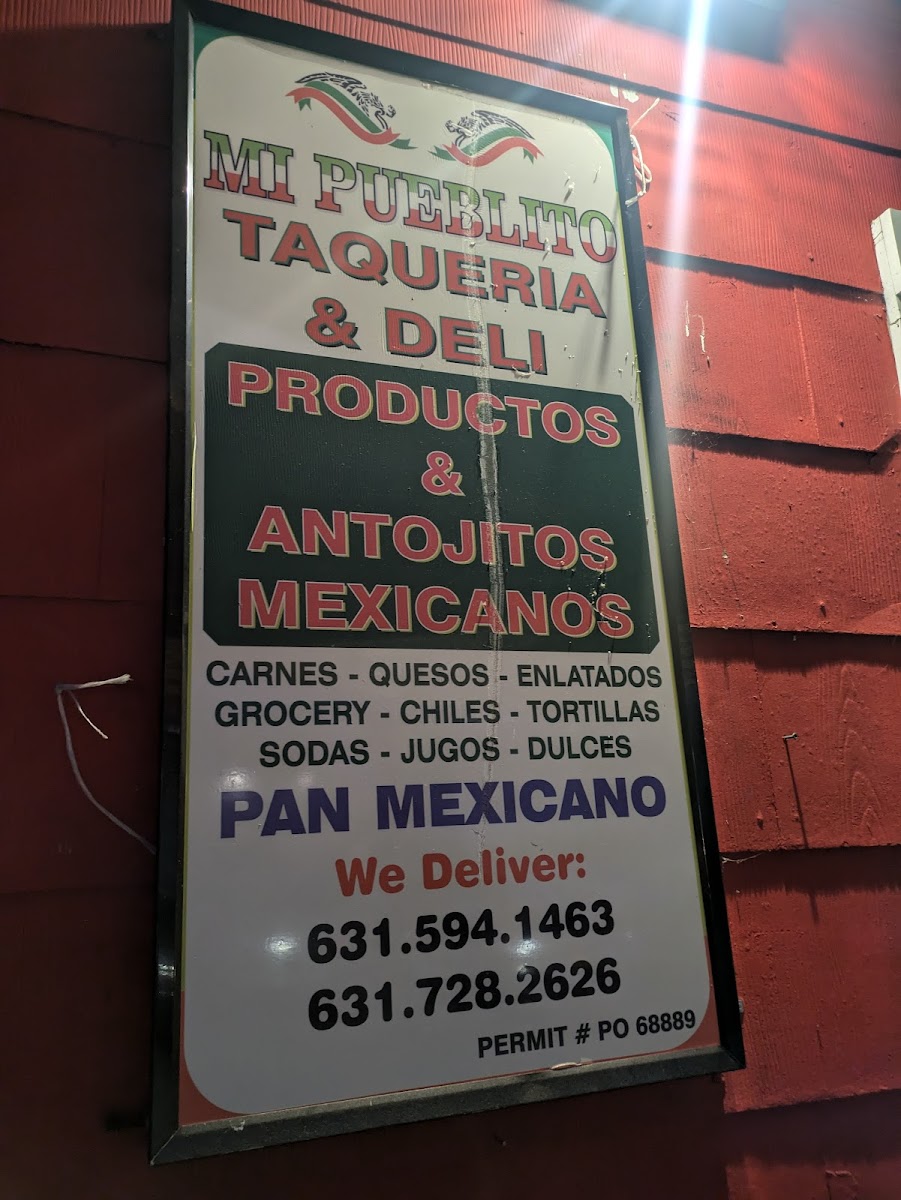 MI PUEBLITO
TAQUERIA
& DELI
PRODUCTOS
&
ANTOJITOS
MEXICANOS
CARNES - QUESOS - ENLATADOS
GROCERY - CHILES - TORTILLAS
SODAS - JUGOS - DULCES
PAN MEXICANO
We Deliver:
631.594.1463
631.728.2626
PERMIT # PO 68889